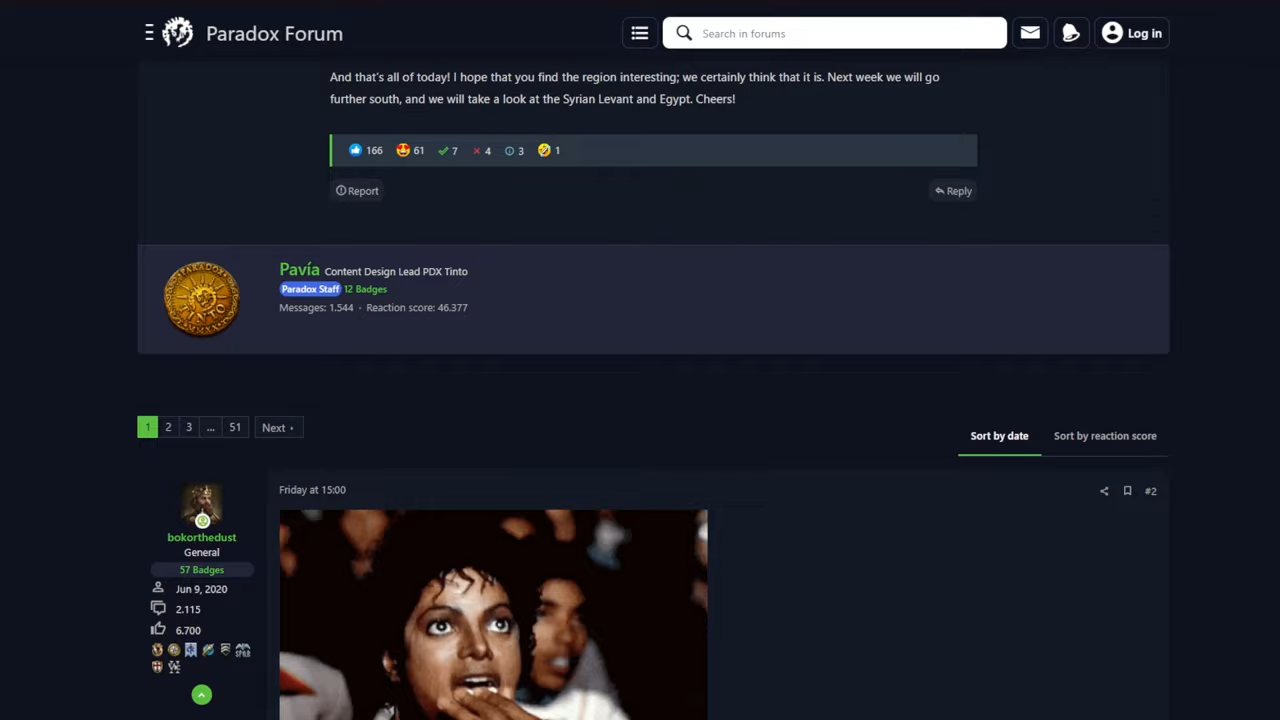 Paradox Forum
Search in forums
Log in
And that's all of today! I hope that you find the region interesting; we certainly think that it is. Next week we will go
further south, and we will take a look at the Syrian Levant and Egypt. Cheers!
166 61 7 4 3 1
Report
Reply
Pavía Content Design Lead PDX Tinto
Paradox Staff 12 Badges
Messages: 1.544 · Reaction score: 46.377
1 2 3 ... 51 Next
Sort by date Sort by reaction score
Friday at 15:00
#2
bokorthedust
General
57 Badges
Jun 9, 2020
2.115
6.700